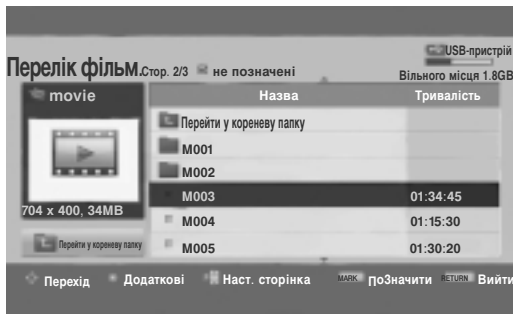 USB-пристрій
Перелік фільм. Стор. 2/3 не позначені
Вільного місця 1.8GB
movie
Назва Тривалість
Перейти у кореневу папку
M001
M002
M003 01:34:45
704 x 400, 34MB
M004 01:15:30
Перейти у кореневу папку
M005 01:30:20
Перехід Додаткові Наст. сторінка MARK ПоЗначити RETURN Вийти